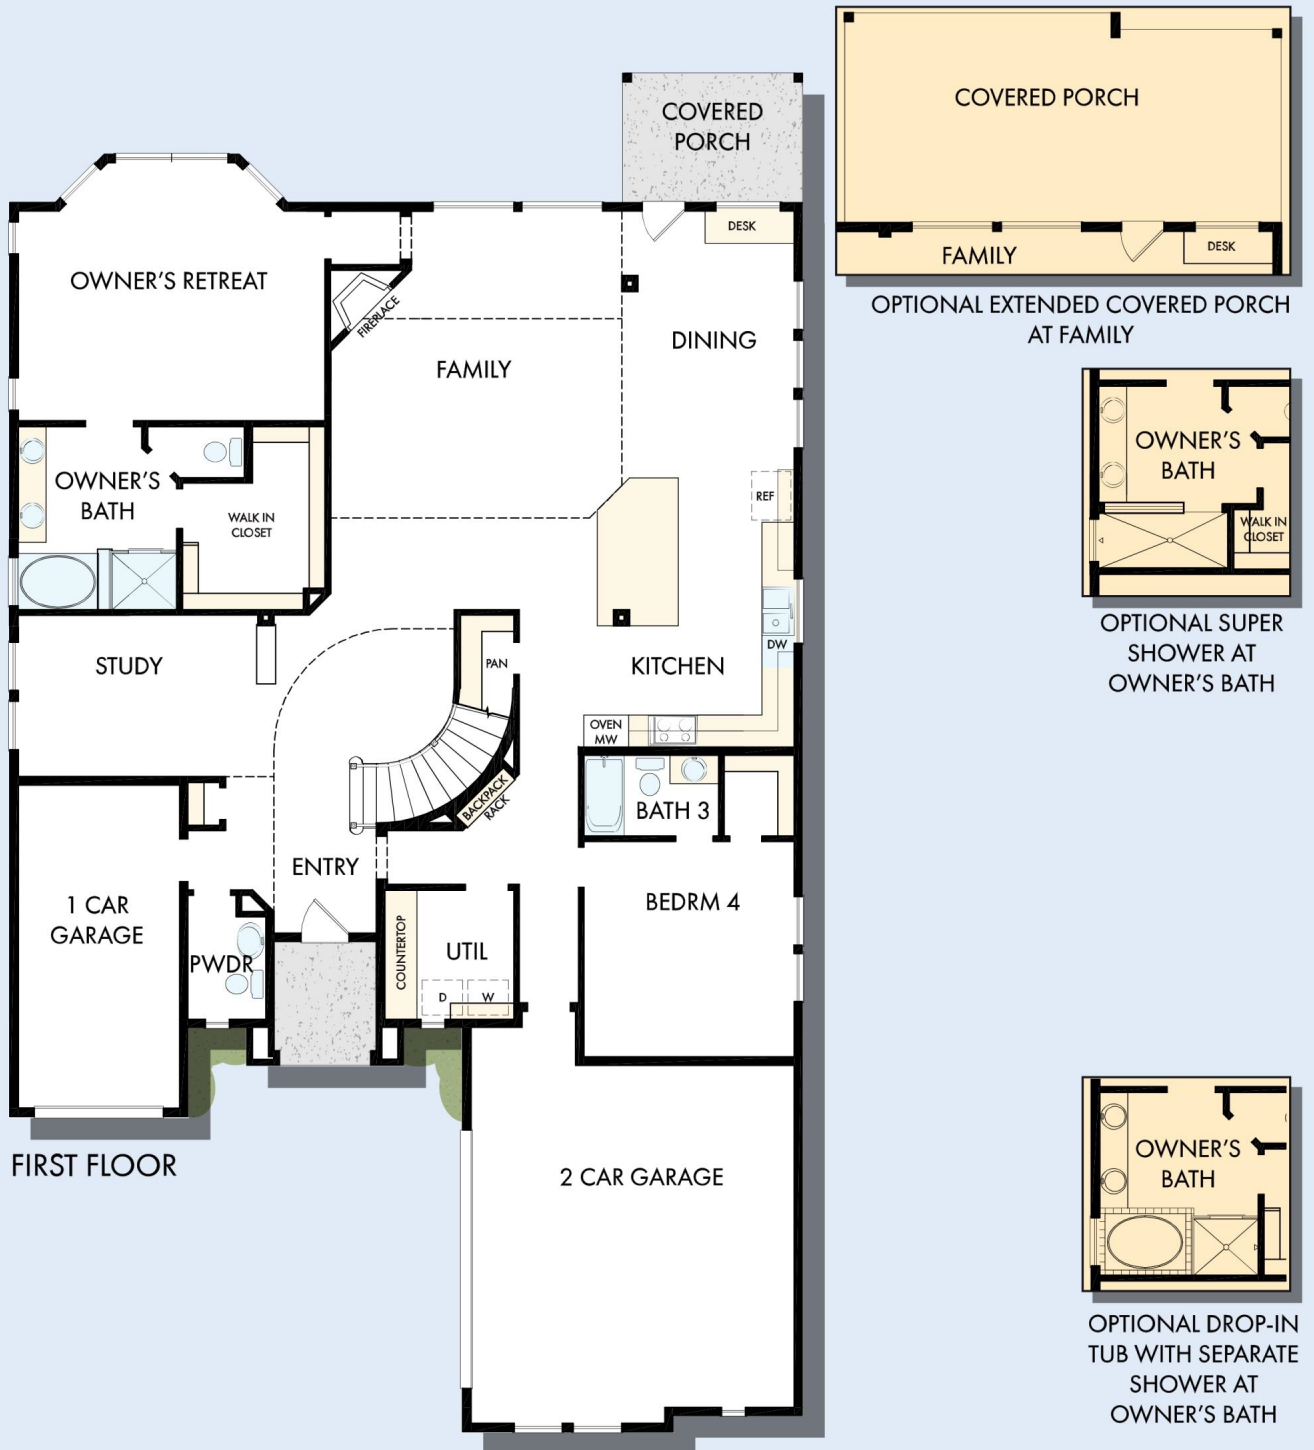 COVERED
PORCH
COVERED PORCH
DESK
FAMILY
DESK
OPTIONAL EXTENDED COVERED PORCH
AT FAMILY
OWNER'S RETREAT
FIREPLACE
FAMILY
DINING
OWNER'S
BATH
WALK IN
CLOSET
REF
OWNER'S
BATH
WALK IN
CLOSET
OPTIONAL SUPER
SHOWER AT
OWNER'S BATH
STUDY
PAN
KITCHEN
DW
OVEN
MW
BACKPACK
RACK
BATH 3
ENTRY
1 CAR
GARAGE
BEDRM 4
PWDR
COUNTERTOP
UTIL
D
W
FIRST FLOOR
2 CAR GARAGE
OWNER'S
BATH
OPTIONAL DROP-IN
TUB WITH SEPARATE
SHOWER AT
OWNER'S BATH